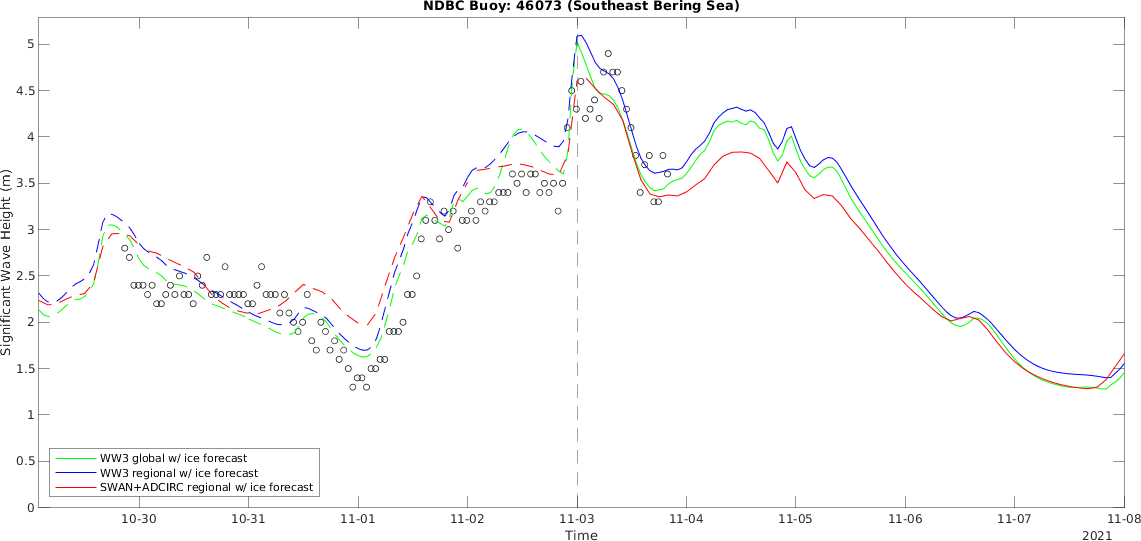 NDBC Buoy: 46073 (Southeast Bering Sea)
5
4.5
4
3.5
3
2.5
2
1.5
1
0.5
0
Significant Wave Height (m)
WW3 global w/ ice forecast
WW3 regional w/ ice forecast
SWAN+ADCIRC regional w/ ice forecast
10-30 10-31 11-01 11-02 11-03 11-04 11-05 11-06 11-07 11-08
Time
2021